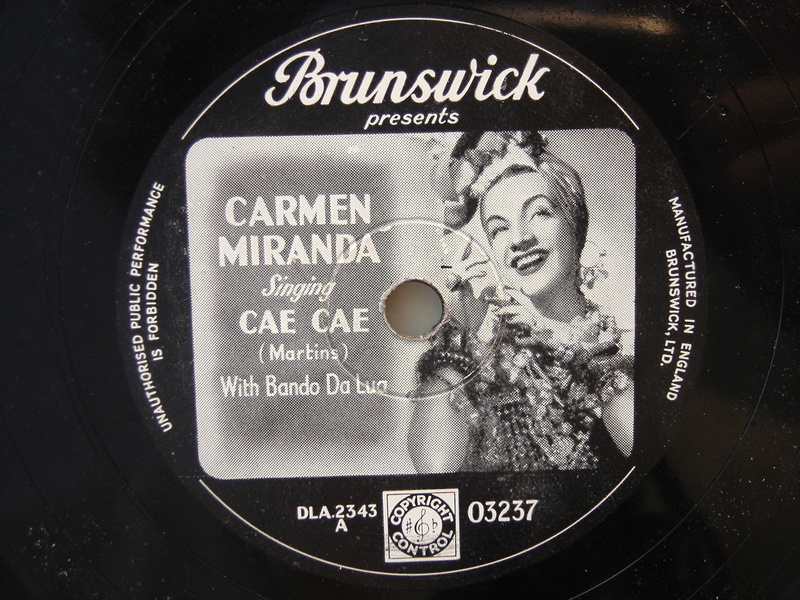 Brunswick
presents
CARMEN
MIRANDA
Singing
CAE CAE
(Martins)
With Bando Da Lua
UNAUTHORISED PUBLIC PERFORMANCE
IS FORBIDDEN
MANUFACTURED IN ENGLAND
BRUNSWICK, LTD.
DLA.2343
A
COPYRIGHT
CONTROL
03237